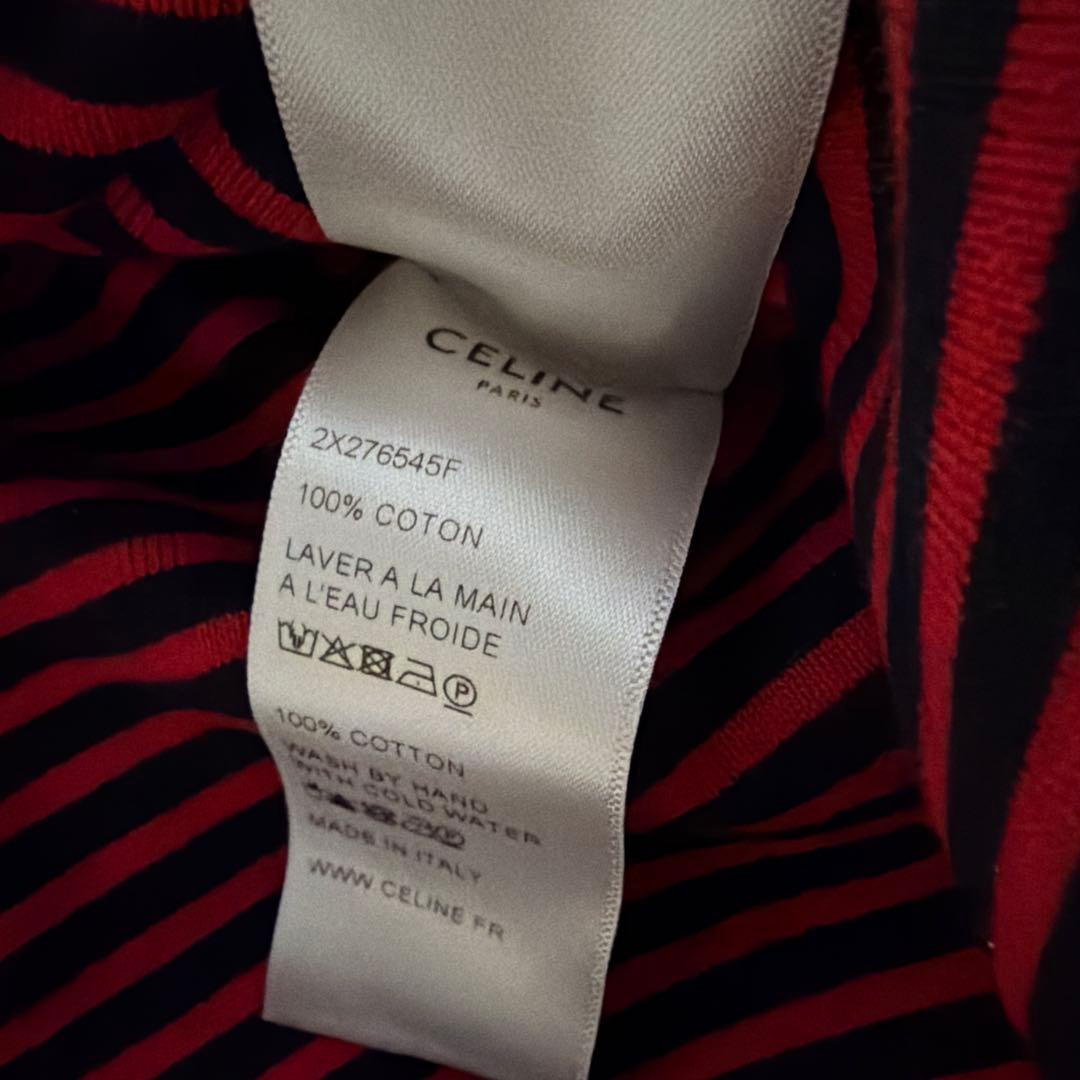 CELINE
PARIS
2X276545F
100% COTON
LAVER A LA MAIN
A L'EAU FROIDE
P
100% COTTON
WASH BY HAND
WITH COLD WATER
MADE IN ITALY
WWW.CELINE.FR